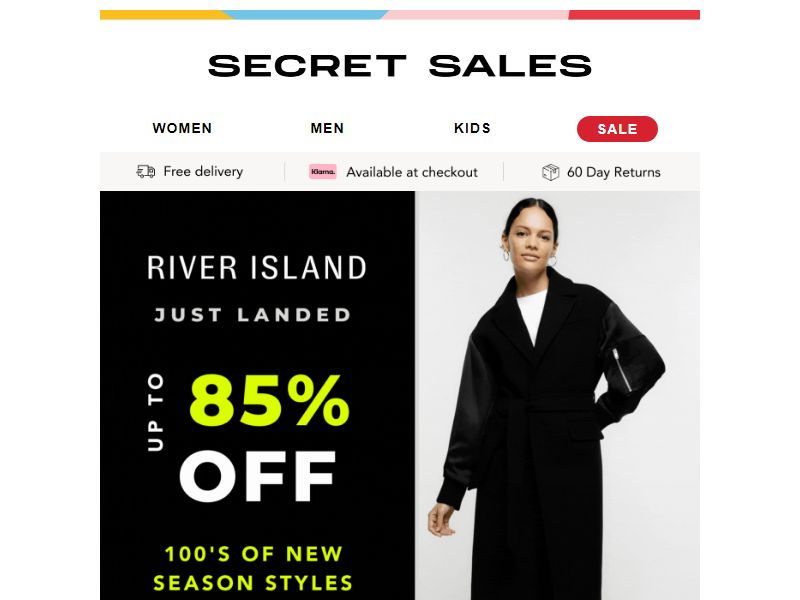 SECRET SALES
WOMEN MEN KIDS SALE
Free delivery Klarna. Available at checkout 60 Day Returns
RIVER ISLAND
JUST LANDED
UP TO
85%
OFF
100'S OF NEW
SEASON STYLES